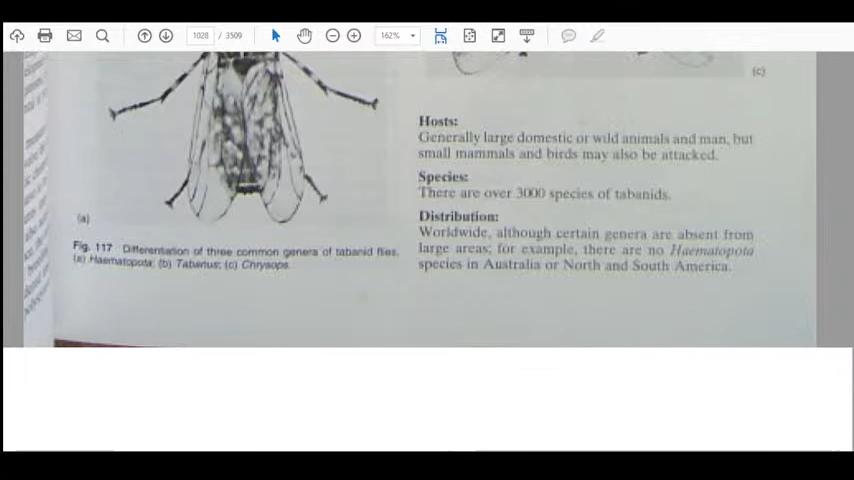 1028 / 3509
162%
(c)
(a)
Fig. 117 Differentiation of three common genera of tabanid flies.
(a) Haematopota; (b) Tabanus; (c) Chrysops.
Hosts:
Generally large domestic or wild animals and man, but
small mammals and birds may also be attacked.
Species:
There are over 3000 species of tabanids.
Distribution:
Worldwide, although certain genera are absent from
large areas; for example, there are no Haematopota
species in Australia or North and South America.